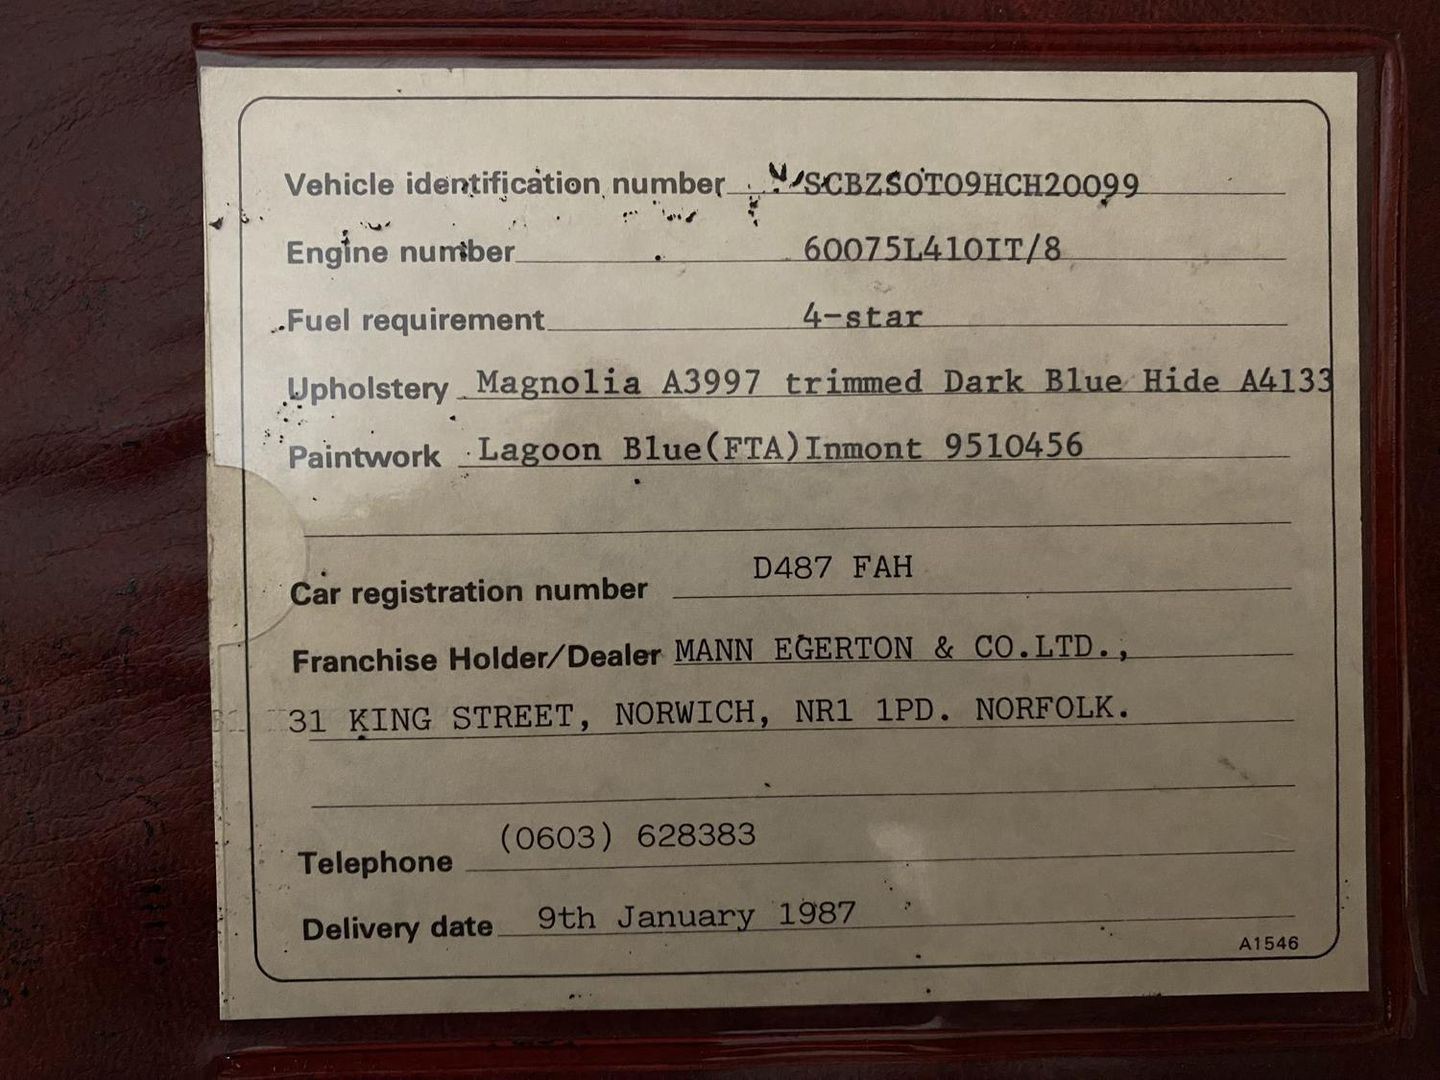 Vehicle identification number SCBZSOTO9HCH20099
Engine number 60075L410IT/8
Fuel requirement 4-star
Upholstery Magnolia A3997 trimmed Dark Blue Hide A4133
Paintwork Lagoon Blue(FTA)Inmont 9510456
Car registration number D487 FAH
Franchise Holder/Dealer MANN EGERTON & CO.LTD.,
31 KING STREET, NORWICH, NR1 1PD. NORFOLK.
Telephone (0603) 628383
Delivery date 9th January 1987
A1546